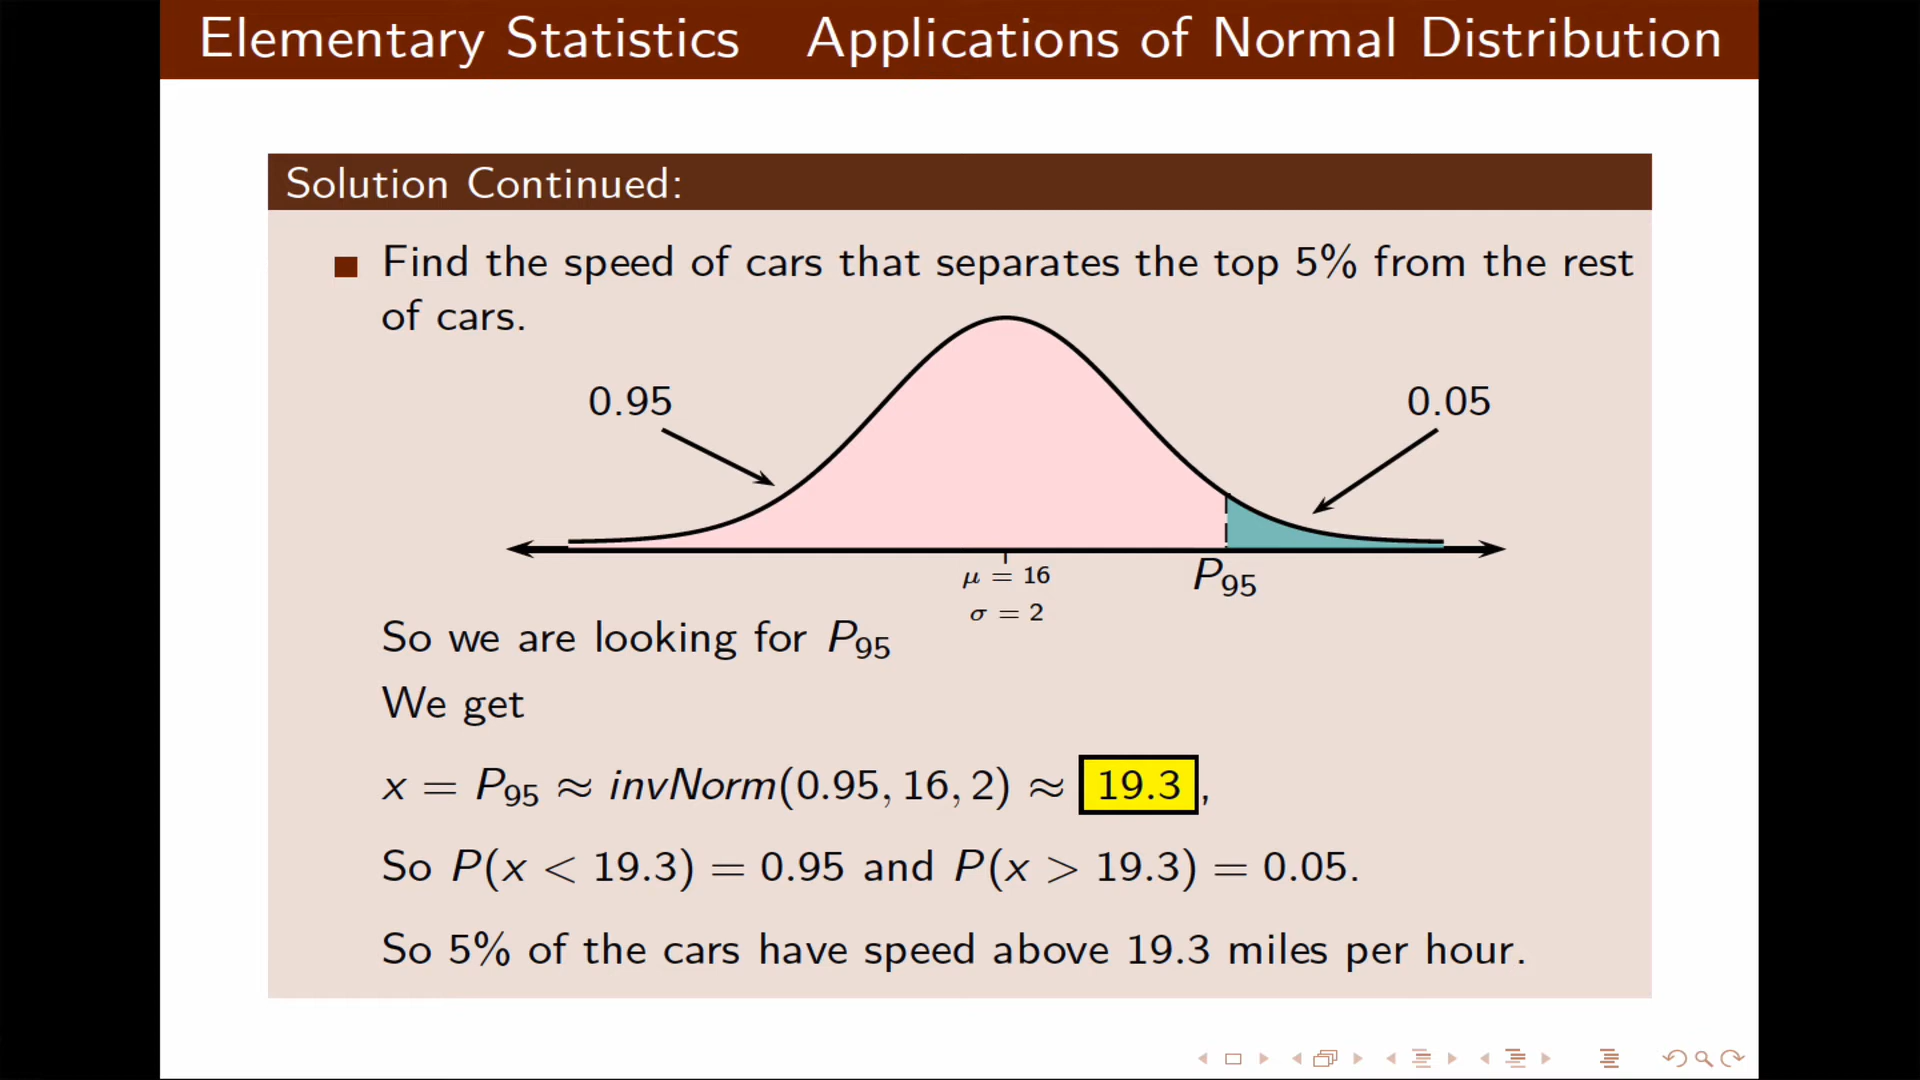 Elementary Statistics Applications of Normal Distribution
Solution Continued:
Find the speed of cars that separates the top 5% from the rest
of cars.
0.95
0.05
μ = 16
σ = 2
P₉₅
So we are looking for P₉₅
We get
x = P₉₅ ≈ invNorm(0.95, 16, 2) ≈ 19.3,
So P(x < 19.3) = 0.95 and P(x > 19.3) = 0.05.
So 5% of the cars have speed above 19.3 miles per hour.